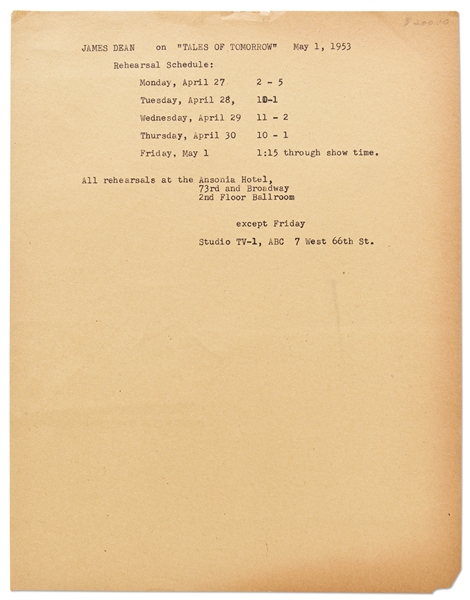 JAMES DEAN on "TALES OF TOMORROW" May 1, 1953
Rehearsal Schedule:
Monday, April 27 2 - 5
Tuesday, April 28, 10-1
Wednesday, April 29 11 - 2
Thursday, April 30 10 - 1
Friday, May 1 1:15 through show time.
All rehearsals at the Ansonia Hotel,
73rd and Broadway
2nd Floor Ballroom
except Friday
Studio TV-1, ABC 7 West 66th St.